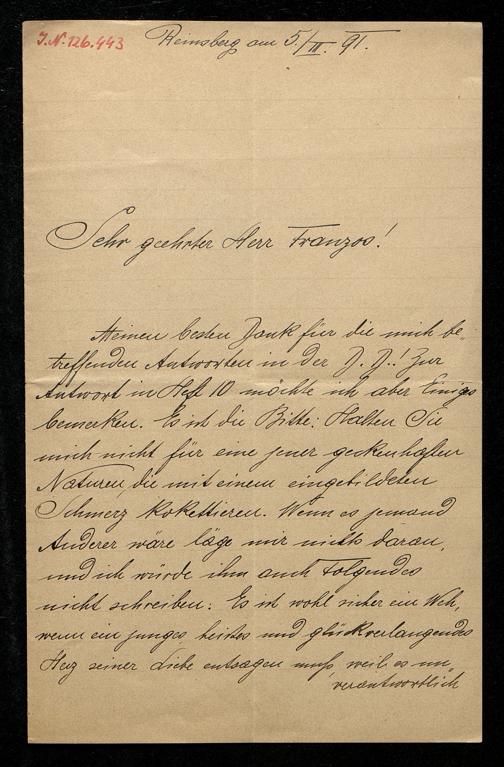 J.N. 126.443
Reinsberg am 5./III. 91.
Sehr geehrter Herr Franzos!
Meinen besten Dank für die mich be-
treffenden Antworten in der D. D.! Zur
Antwort in Heft 10 möchte ich aber Einiges
bemerken. Es ist die Bitte: Halten Sie
mich nicht für eine jener geckenhaften
Naturen, die mit einem eingebildeten
Schmerz kokettieren. Wenn es jemand
Anderer wäre läge mir nichts daran,
und ich würde ihm auch Folgendes
nicht schreiben: Es ist wohl sicher ein Weh,
wenn ein junges heißes und glückverlangendes
Herz seiner Liebe entsagen muß, weil es un-
verantwortlich